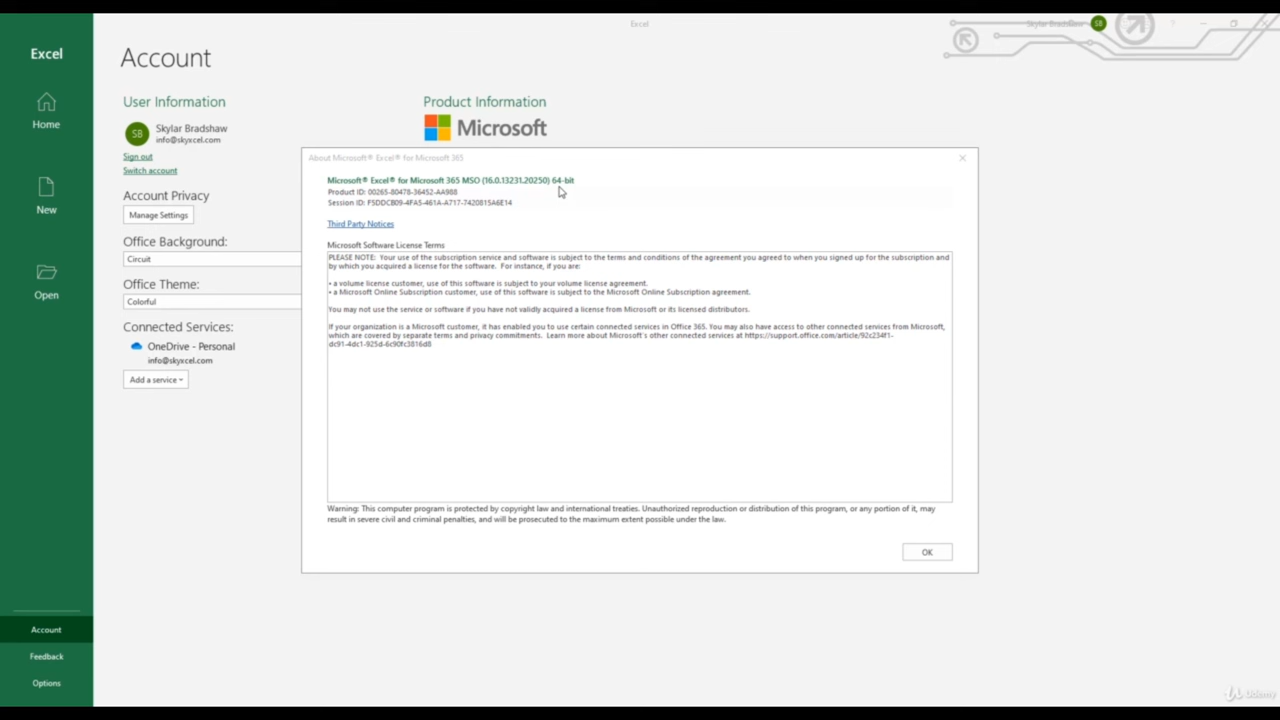 Excel
Skylar Bradshaw
SB
?
Excel
Account
Home
New
Open
Account
Feedback
Options
User Information
SB
Skylar Bradshaw
info@skyxcel.com
Sign out
Switch account
Account Privacy
Manage Settings
Office Background:
Circuit
Office Theme:
Colorful
Connected Services:
OneDrive - Personal
info@skyxcel.com
Add a service
Product Information
Microsoft
About Microsoft® Excel® for Microsoft 365
Microsoft® Excel® for Microsoft 365 MSO (16.0.13231.20250) 64-bit
Product ID: 00265-80478-36452-AA988
Session ID: F5DDCB09-4FA5-461A-A717-7420815A6E14
Third Party Notices
Microsoft Software License Terms
PLEASE NOTE:  Your use of the subscription service and software is subject to the terms and conditions of the agreement you agreed to when you signed up for the subscription and
by which you acquired a license for the software.  For instance, if you are:
• a volume license customer, use of this software is subject to your volume license agreement.
• a Microsoft Online Subscription customer, use of this software is subject to the Microsoft Online Subscription agreement.
You may not use the service or software if you have not validly acquired a license from Microsoft or its licensed distributors.
If your organization is a Microsoft customer, it has enabled you to use certain connected services in Office 365. You may also have access to other connected services from Microsoft,
which are covered by separate terms and privacy commitments.  Learn more about Microsoft's other connected services at https://support.office.com/article/92c234f1-
dc91-4dc1-925d-6c90fc3816d8
Warning: This computer program is protected by copyright law and international treaties. Unauthorized reproduction or distribution of this program, or any portion of it, may
result in severe civil and criminal penalties, and will be prosecuted to the maximum extent possible under the law.
OK
Udemy